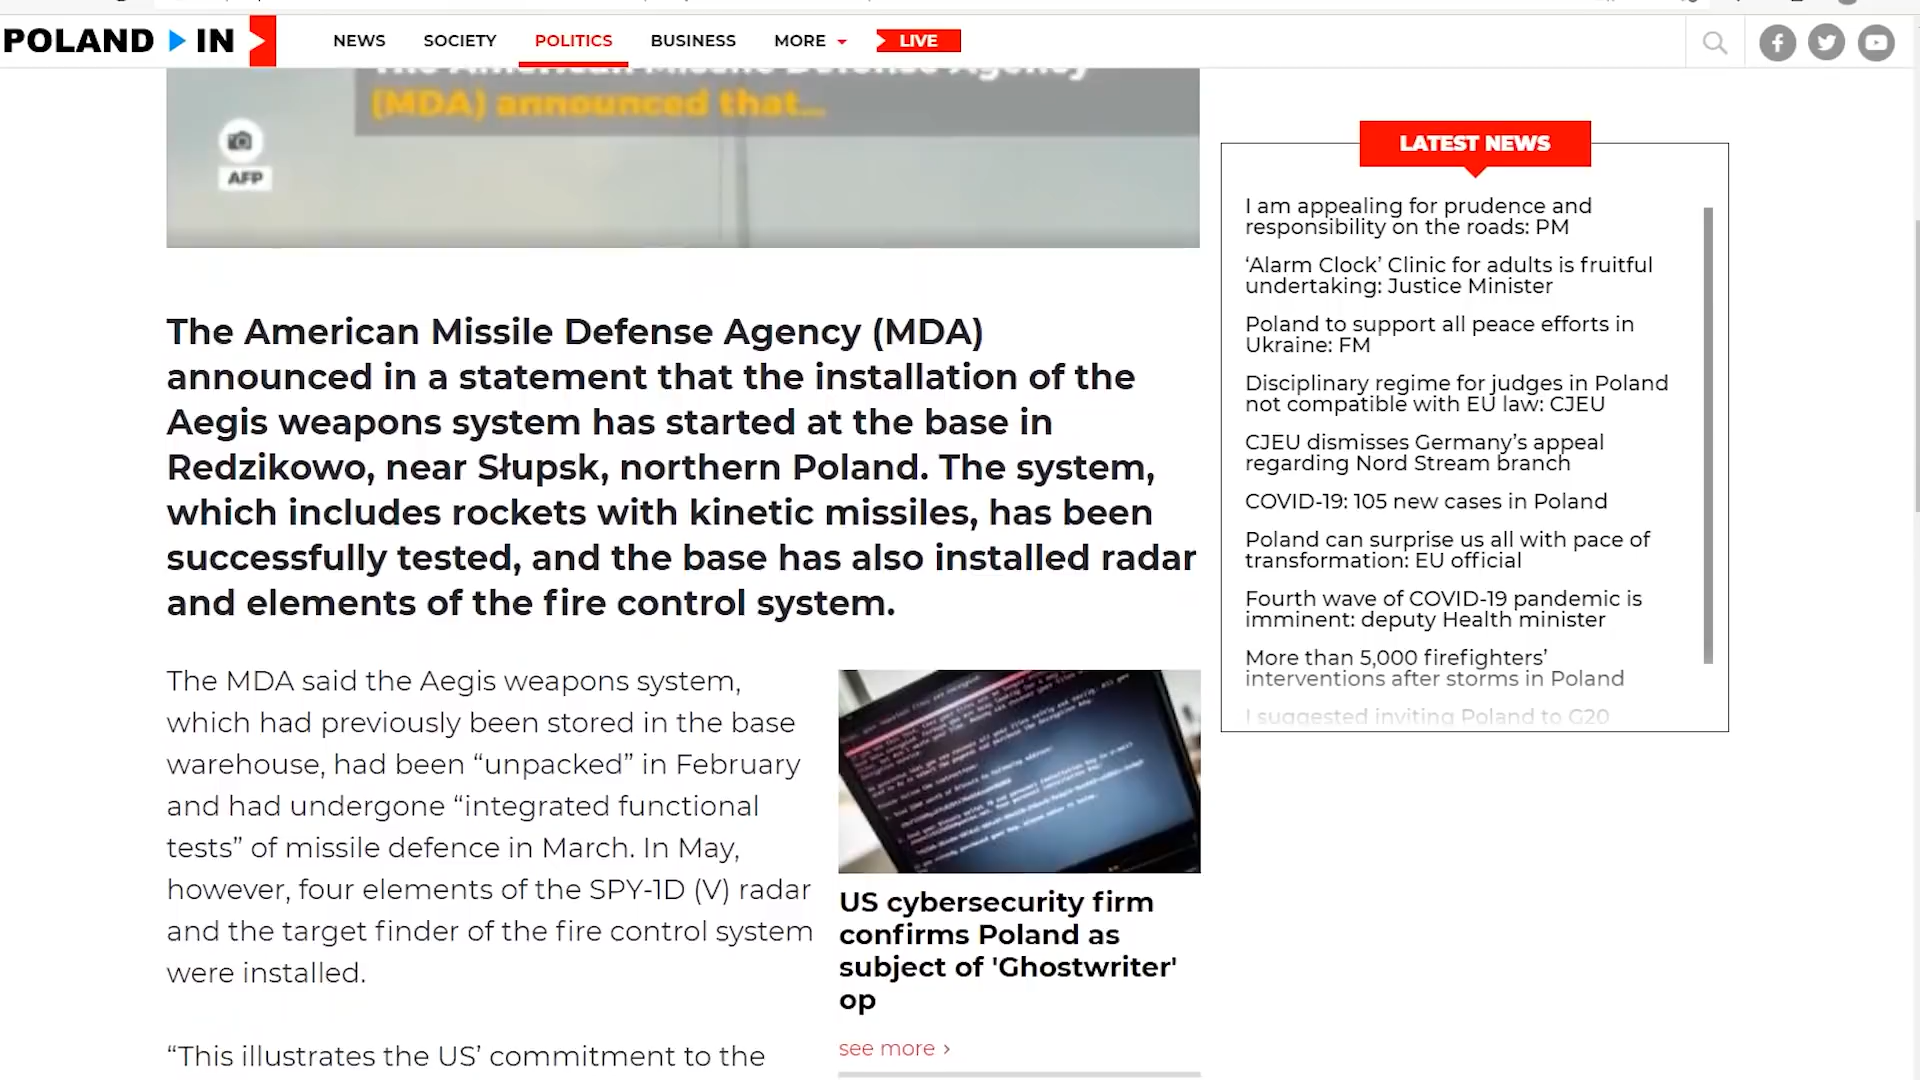 POLAND IN
NEWS
SOCIETY
POLITICS
BUSINESS
MORE
LIVE
The American Missile Defense Agency
(MDA) announced that...
AFP
The American Missile Defense Agency (MDA)
announced in a statement that the installation of the
Aegis weapons system has started at the base in
Redzikowo, near Słupsk, northern Poland. The system,
which includes rockets with kinetic missiles, has been
successfully tested, and the base has also installed radar
and elements of the fire control system.
The MDA said the Aegis weapons system,
which had previously been stored in the base
warehouse, had been “unpacked” in February
and had undergone “integrated functional
tests” of missile defence in March. In May,
however, four elements of the SPY-1D (V) radar
and the target finder of the fire control system
were installed.
“This illustrates the US’ commitment to the
US cybersecurity firm
confirms Poland as
subject of 'Ghostwriter'
op
see more ›
LATEST NEWS
I am appealing for prudence and
responsibility on the roads: PM
‘Alarm Clock’ Clinic for adults is fruitful
undertaking: Justice Minister
Poland to support all peace efforts in
Ukraine: FM
Disciplinary regime for judges in Poland
not compatible with EU law: CJEU
CJEU dismisses Germany’s appeal
regarding Nord Stream branch
COVID-19: 105 new cases in Poland
Poland can surprise us all with pace of
transformation: EU official
Fourth wave of COVID-19 pandemic is
imminent: deputy Health minister
More than 5,000 firefighters’
interventions after storms in Poland
I suggested inviting Poland to G20